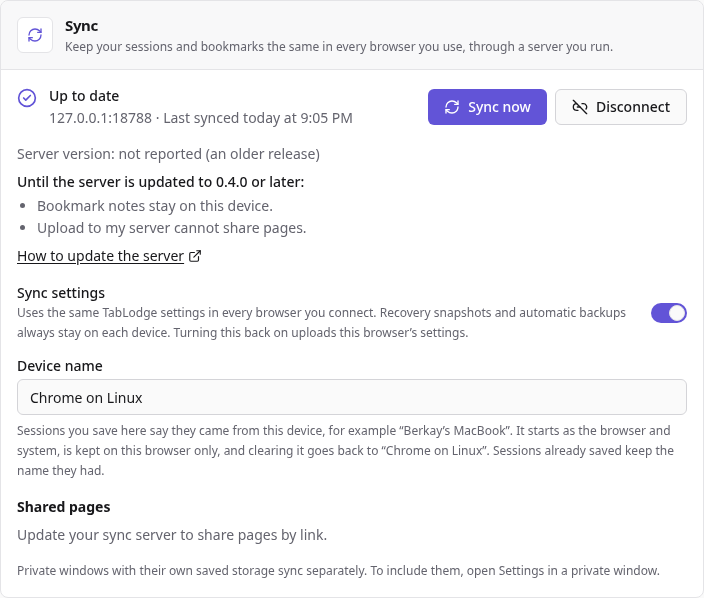 Sync
Keep your sessions and bookmarks the same in every browser you use, through a server you run.
Up to date
127.0.0.1:18788 · Last synced today at 9:05 PM
Sync now
Disconnect
Server version: not reported (an older release)
Until the server is updated to 0.4.0 or later:
• Bookmark notes stay on this device.
• Upload to my server cannot share pages.
How to update the server
Sync settings
Uses the same TabLodge settings in every browser you connect. Recovery snapshots and automatic backups
always stay on each device. Turning this back on uploads this browser’s settings.
Device name
Chrome on Linux
Sessions you save here say they came from this device, for example “Berkay’s MacBook”. It starts as the browser and
system, is kept on this browser only, and clearing it goes back to “Chrome on Linux”. Sessions already saved keep the
name they had.
Shared pages
Update your sync server to share pages by link.
Private windows with their own saved storage sync separately. To include them, open Settings in a private window.